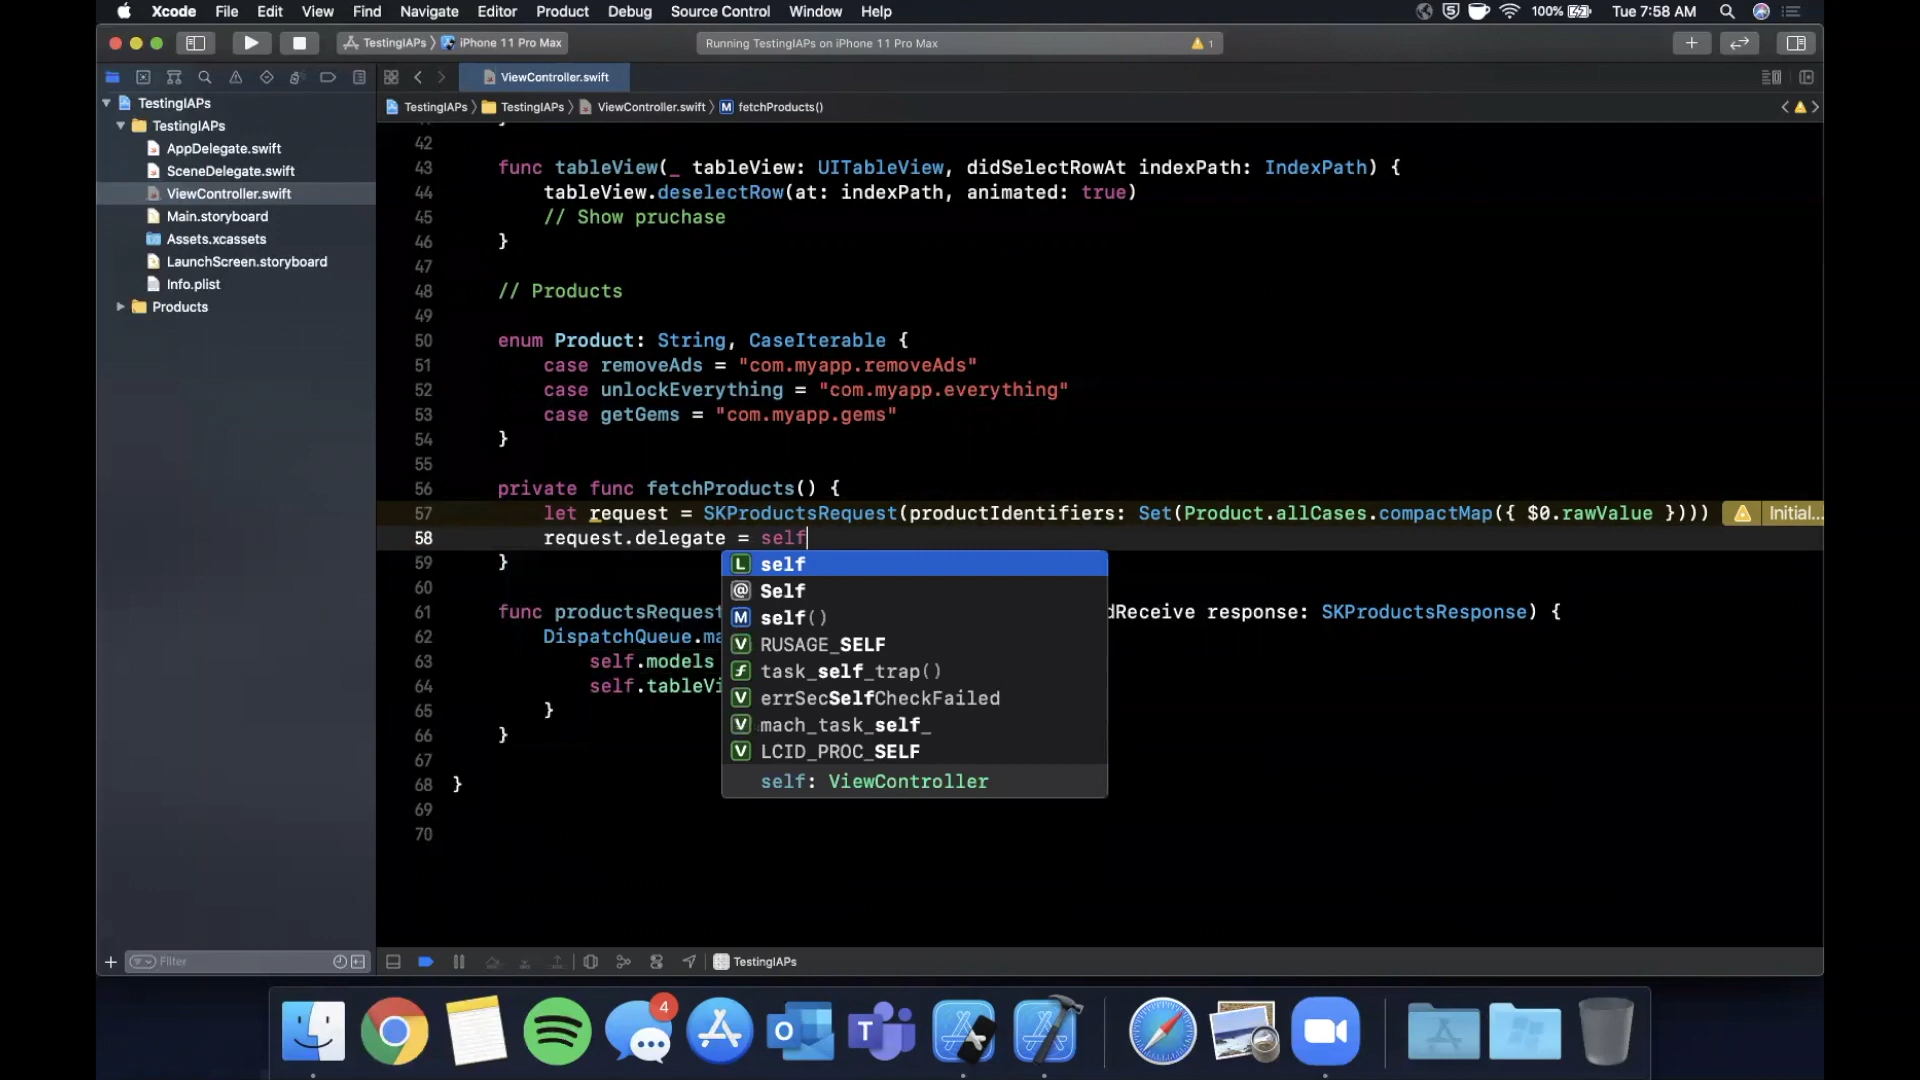 Xcode File Edit View Find Navigate Editor Product Debug Source Control Window Help 100% Tue 7:58 AM
TestingIAPs iPhone 11 Pro Max Running TestingIAPs on iPhone 11 Pro Max 1
ViewController.swift
TestingIAPs TestingIAPs ViewController.swift M fetchProducts()
TestingIAPs
TestingIAPs
AppDelegate.swift
SceneDelegate.swift
ViewController.swift
Main.storyboard
Assets.xcassets
LaunchScreen.storyboard
Info.plist
Products
42
43 func tableView(_ tableView: UITableView, didSelectRowAt indexPath: IndexPath) {
44 tableView.deselectRow(at: indexPath, animated: true)
45 // Show pruchase
46 }
47
48 // Products
49
50 enum Product: String, CaseIterable {
51 case removeAds = "com.myapp.removeAds"
52 case unlockEverything = "com.myapp.everything"
53 case getGems = "com.myapp.gems"
54 }
55
56 private func fetchProducts() {
57 let request = SKProductsRequest(productIdentifiers: Set(Product.allCases.compactMap({ $0.rawValue }))) Initial...
58 request.delegate = self
59 }
60
61 func productsRequest dReceive response: SKProductsResponse) {
62 DispatchQueue.ma
63 self.models
64 self.tableVi
65 }
66 }
67
68 }
69
70
L self
@ Self
M self()
V RUSAGE_SELF
f task_self_trap()
V errSecSelfCheckFailed
V mach_task_self_
V LCID_PROC_SELF
self: ViewController
Filter
TestingIAPs
4